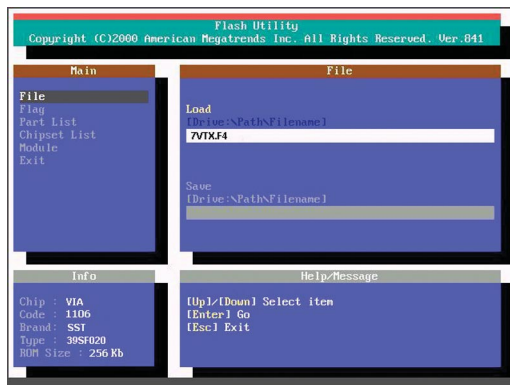 Flash Utility
Copyright (C)2000 American Megatrends Inc. All Rights Reserved. Ver.841
Main
File
Flag
Part List
Chipset List
Module
Exit
File
Load
[Drive:\Path\Filename]
7VTX.F4
Save
[Drive:\Path\Filename]
Info
Chip : VIA
Code : 1106
Brand: SST
Type : 39SF020
ROM Size : 256 Kb
Help/Message
[Up]/[Down] Select item
[Enter] Go
[Esc] Exit